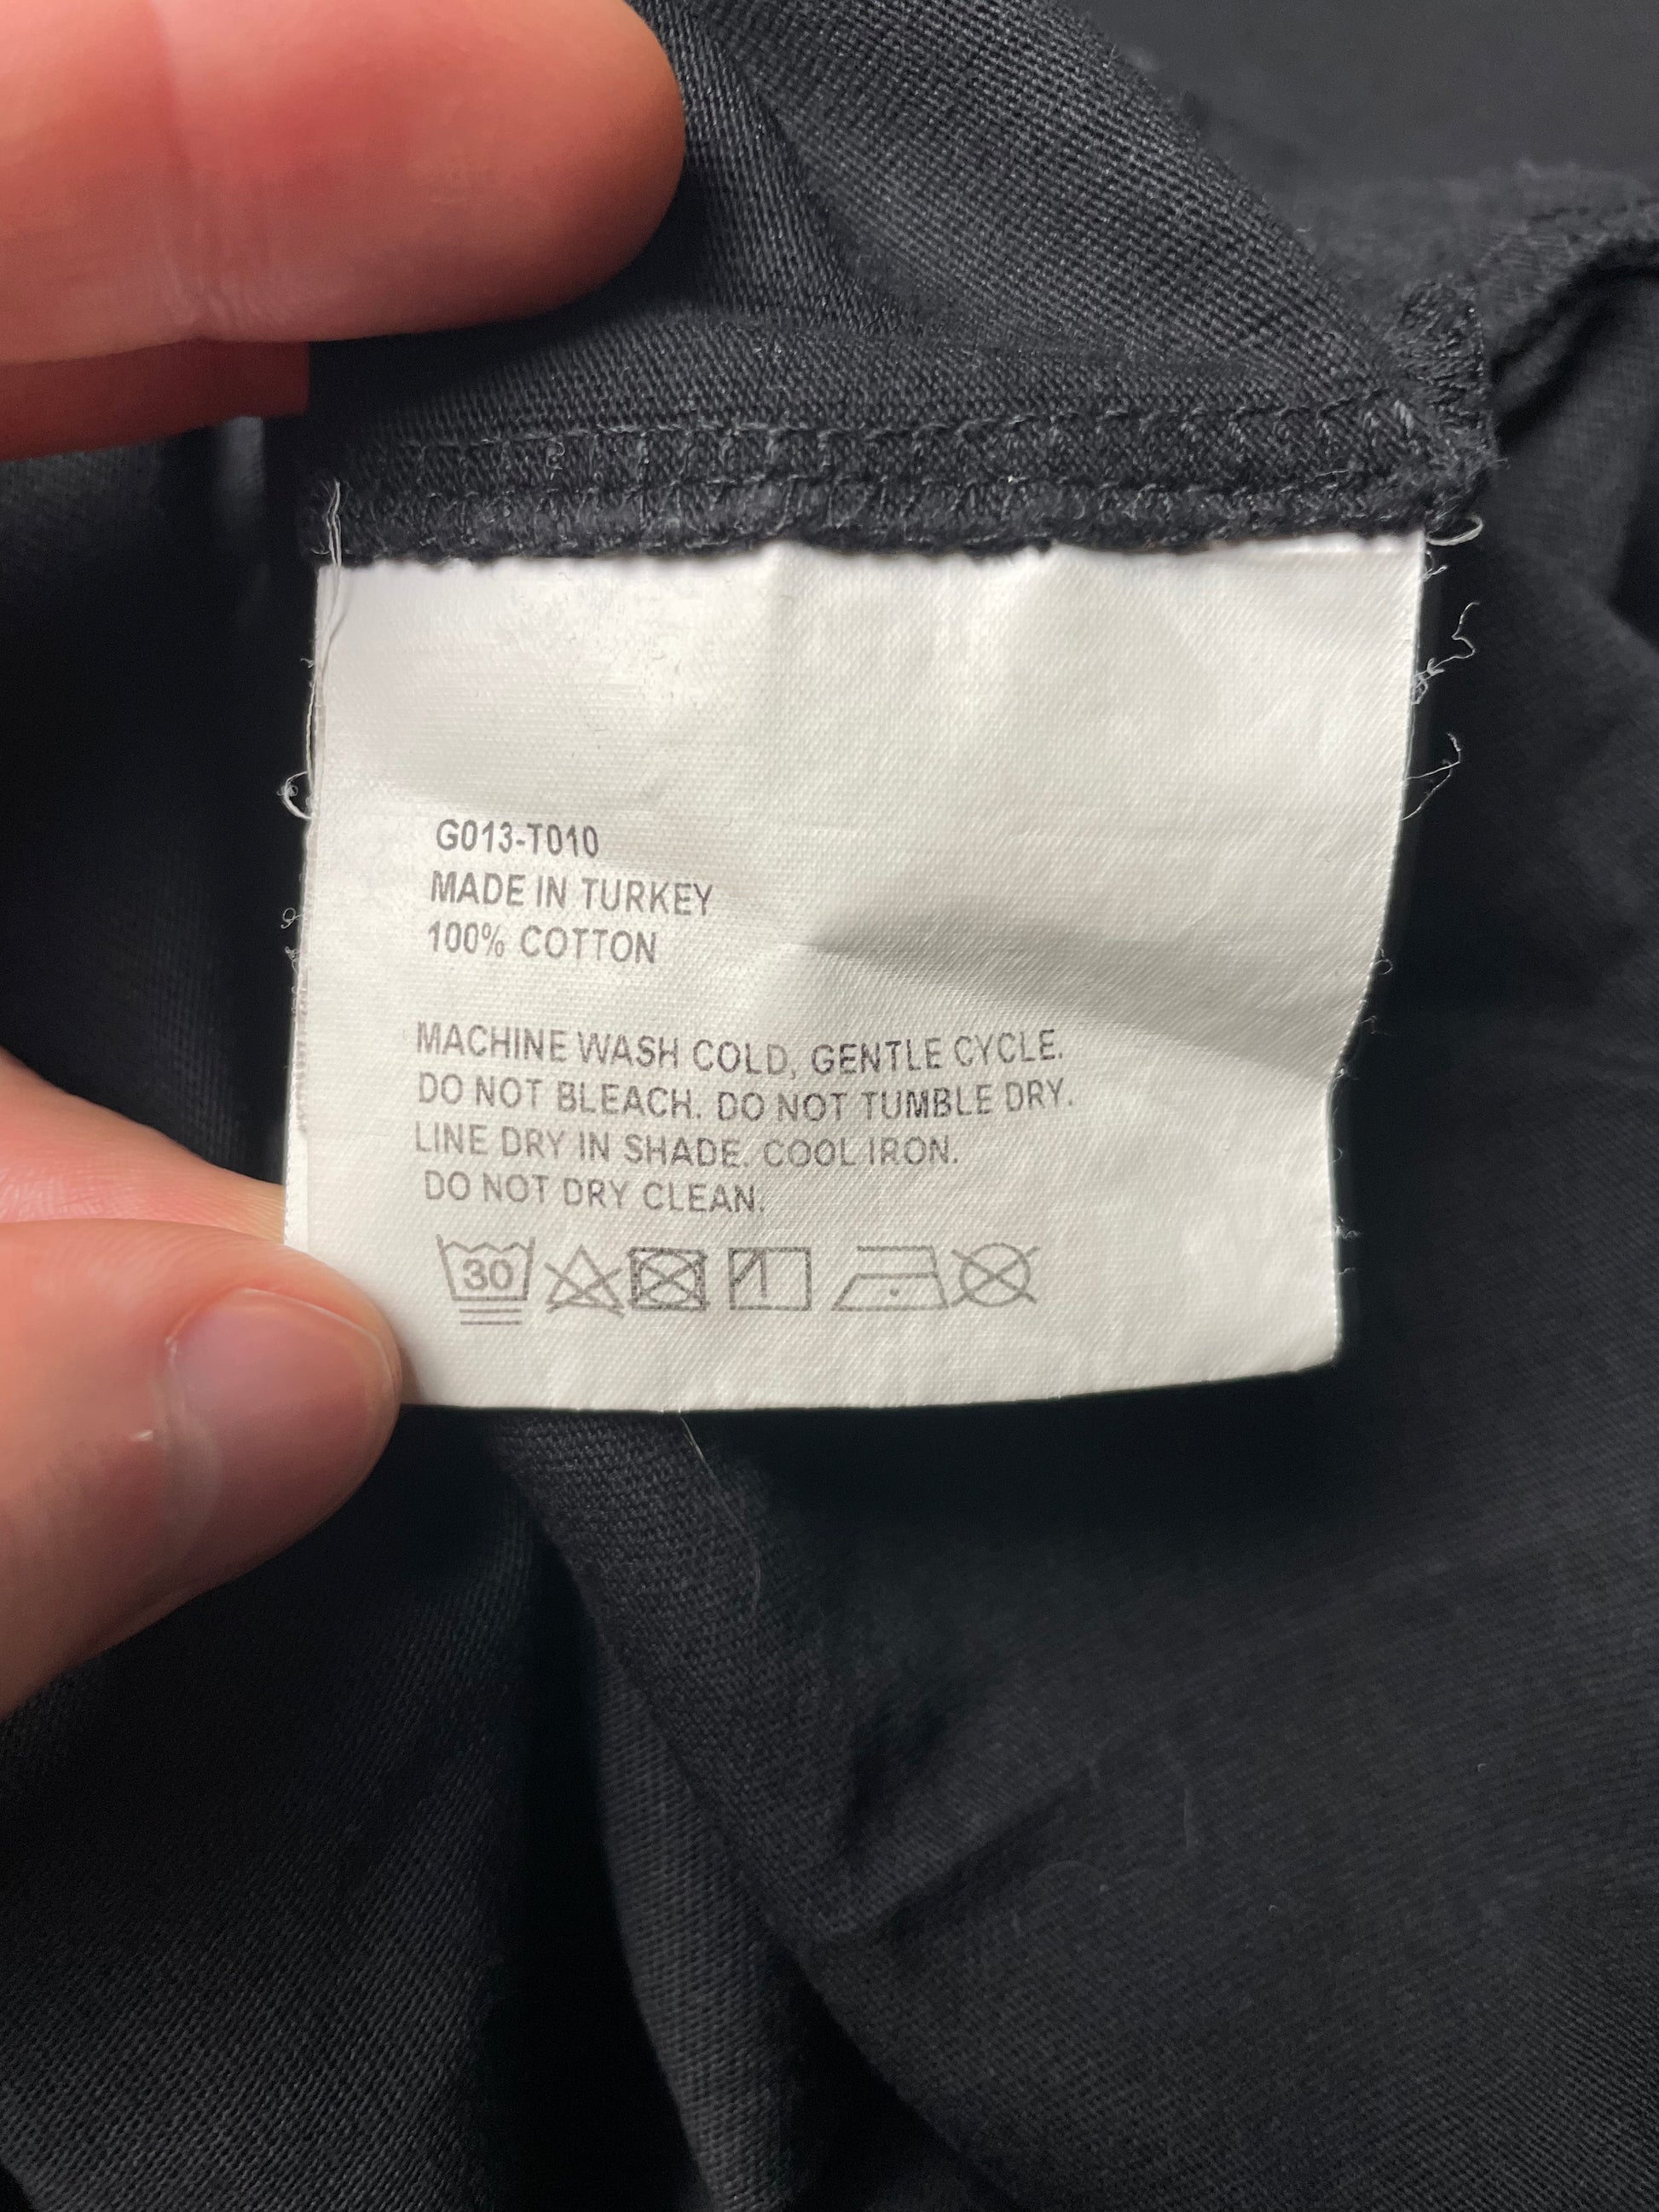 G013-T010
MADE IN TURKEY
100% COTTON
MACHINE WASH COLD, GENTLE CYCLE.
DO NOT BLEACH. DO NOT TUMBLE DRY.
LINE DRY IN SHADE. COOL IRON.
DO NOT DRY CLEAN.
30